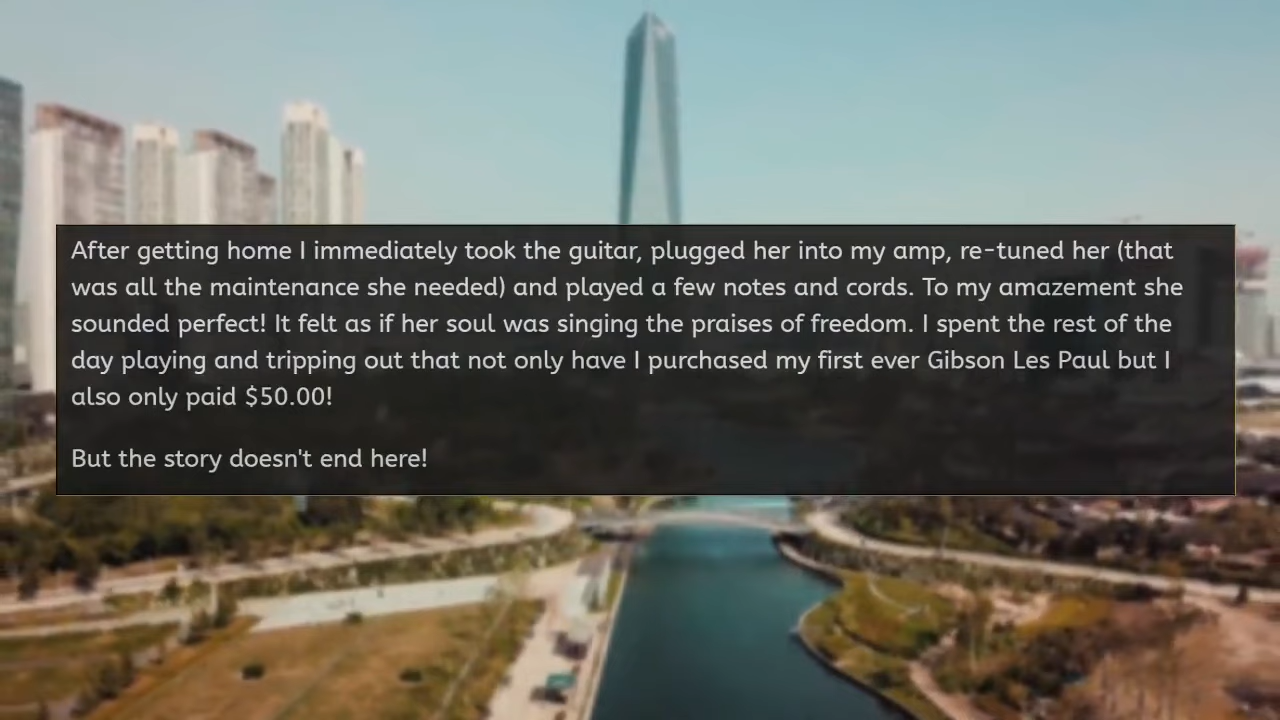 After getting home I immediately took the guitar, plugged her into my amp, re-tuned her (that
was all the maintenance she needed) and played a few notes and cords. To my amazement she
sounded perfect! It felt as if her soul was singing the praises of freedom. I spent the rest of the
day playing and tripping out that not only have I purchased my first ever Gibson Les Paul but I
also only paid $50.00!
But the story doesn't end here!